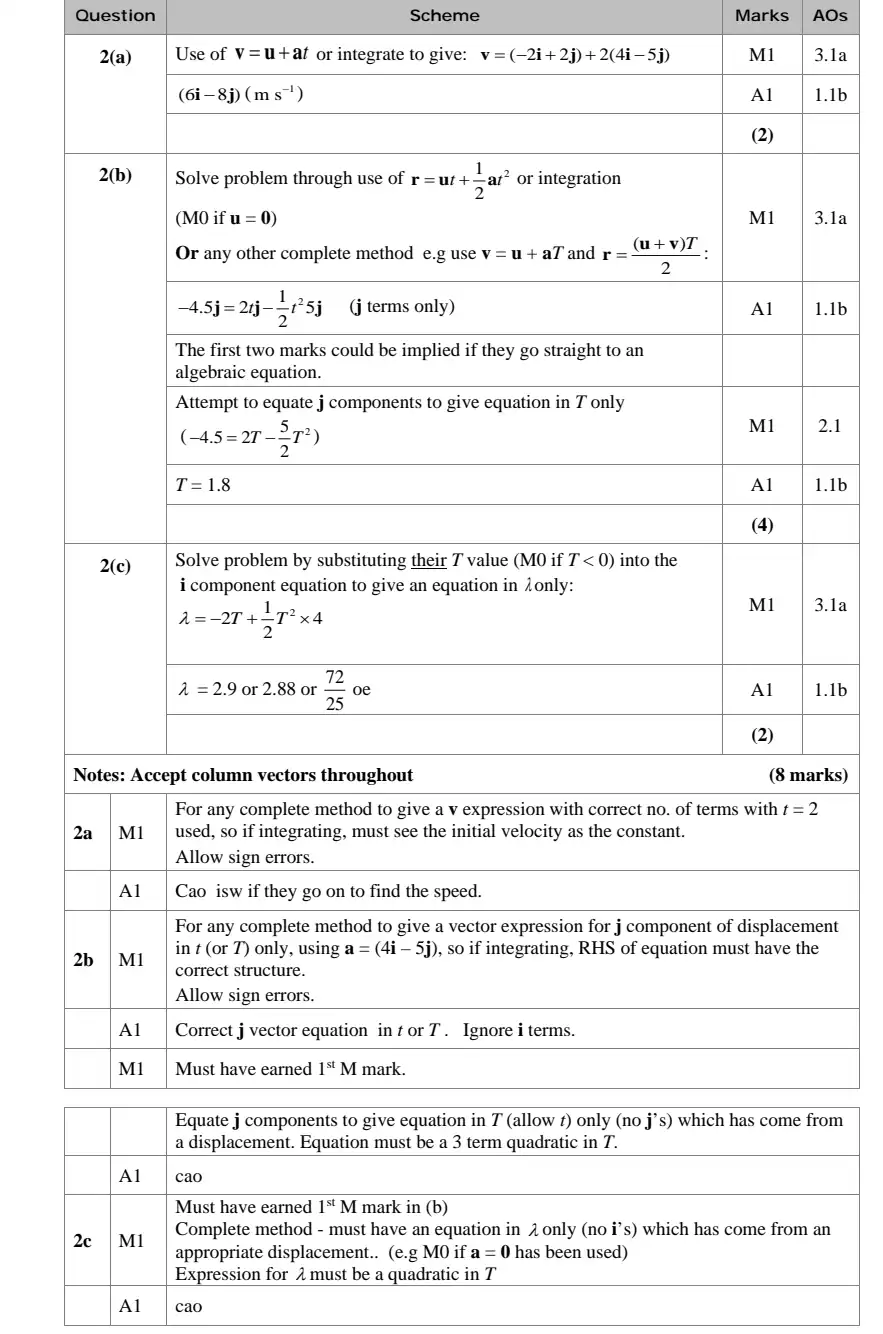 Question Scheme Marks AOs
2(a) Use of v = u + at or integrate to give: v = (−2i + 2j) + 2(4i − 5j) M1 3.1a
(6i − 8j) (m s⁻¹) A1 1.1b
(2)
2(b) Solve problem through use of r = ut + 1/2 at² or integration
(M0 if u = 0) M1 3.1a
Or any other complete method e.g use v = u + aT and r = (u + v)T/2 :
−4.5j = 2tj − 1/2 t²5j (j terms only) A1 1.1b
The first two marks could be implied if they go straight to an
algebraic equation.
Attempt to equate j components to give equation in T only
(−4.5 = 2T − 5/2 T²) M1 2.1
T = 1.8 A1 1.1b
(4)
2(c) Solve problem by substituting their T value (M0 if T < 0) into the
i component equation to give an equation in λ only:
λ = −2T + 1/2 T² × 4 M1 3.1a
λ = 2.9 or 2.88 or 72/25 oe A1 1.1b
(2)
Notes: Accept column vectors throughout (8 marks)
2a M1 For any complete method to give a v expression with correct no. of terms with t = 2
used, so if integrating, must see the initial velocity as the constant.
Allow sign errors.
A1 Cao isw if they go on to find the speed.
2b M1 For any complete method to give a vector expression for j component of displacement
in t (or T) only, using a = (4i – 5j), so if integrating, RHS of equation must have the
correct structure.
Allow sign errors.
A1 Correct j vector equation in t or T . Ignore i terms.
M1 Must have earned 1st M mark.
Equate j components to give equation in T (allow t) only (no j’s) which has come from
a displacement. Equation must be a 3 term quadratic in T.
A1 cao
2c M1 Must have earned 1st M mark in (b)
Complete method - must have an equation in λ only (no i’s) which has come from an
appropriate displacement.. (e.g M0 if a = 0 has been used)
Expression for λ must be a quadratic in T
A1 cao